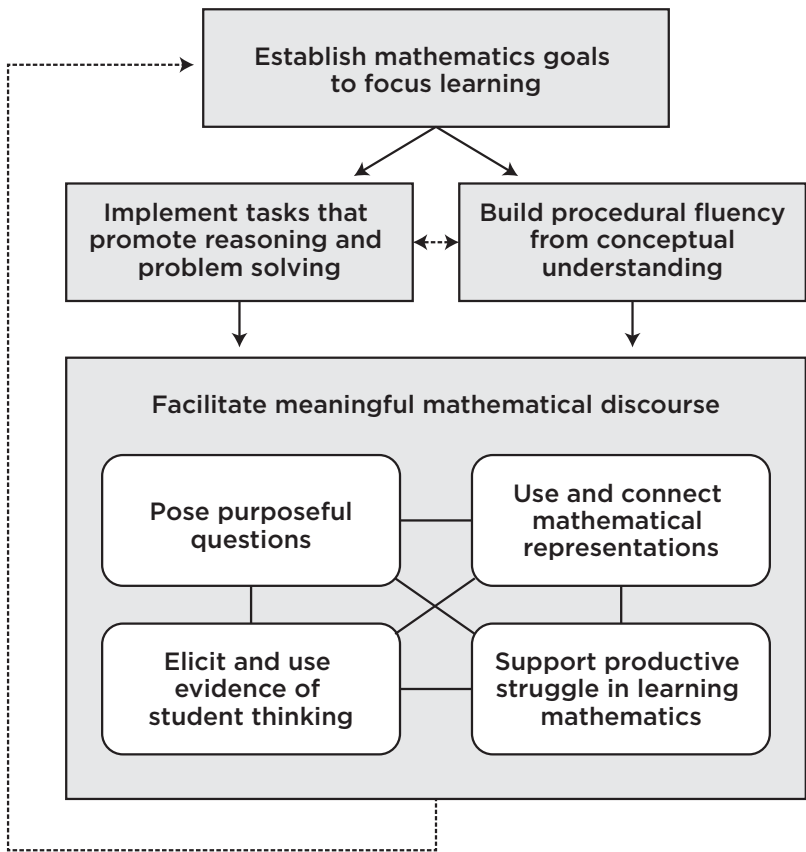 Establish mathematics goals
to focus learning
Implement tasks that
promote reasoning and
problem solving
Build procedural fluency
from conceptual
understanding
Facilitate meaningful mathematical discourse
Pose purposeful
questions
Use and connect
mathematical
representations
Elicit and use
evidence of
student thinking
Support productive
struggle in learning
mathematics